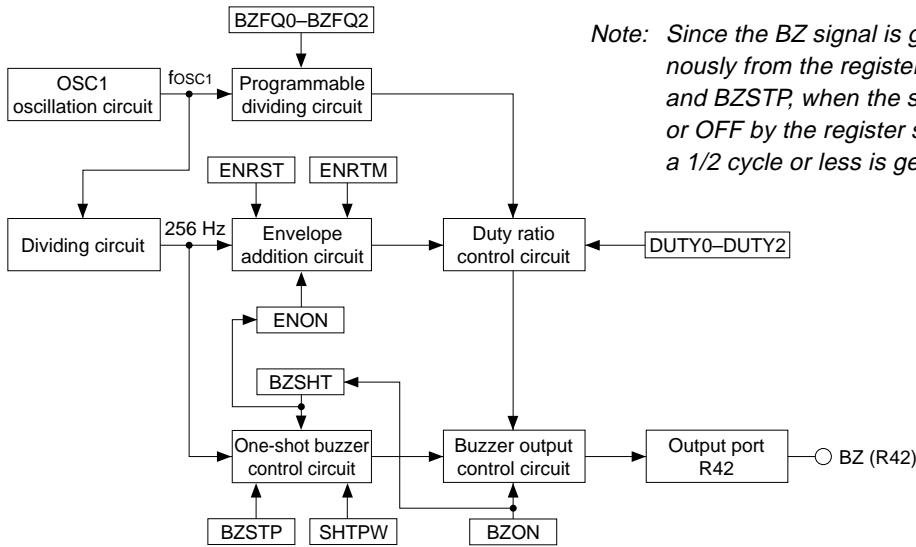 BZFQ0–BZFQ2
Note: Since the BZ signal is g
nously from the register
and BZSTP, when the s
or OFF by the register s
a 1/2 cycle or less is ge
OSC1
oscillation circuit
fOSC1
Programmable
dividing circuit
ENRST
ENRTM
Dividing circuit
256 Hz
Envelope
addition circuit
Duty ratio
control circuit
DUTY0–DUTY2
ENON
BZSHT
One-shot buzzer
control circuit
Buzzer output
control circuit
Output port
R42
BZ (R42)
BZSTP
SHTPW
BZON